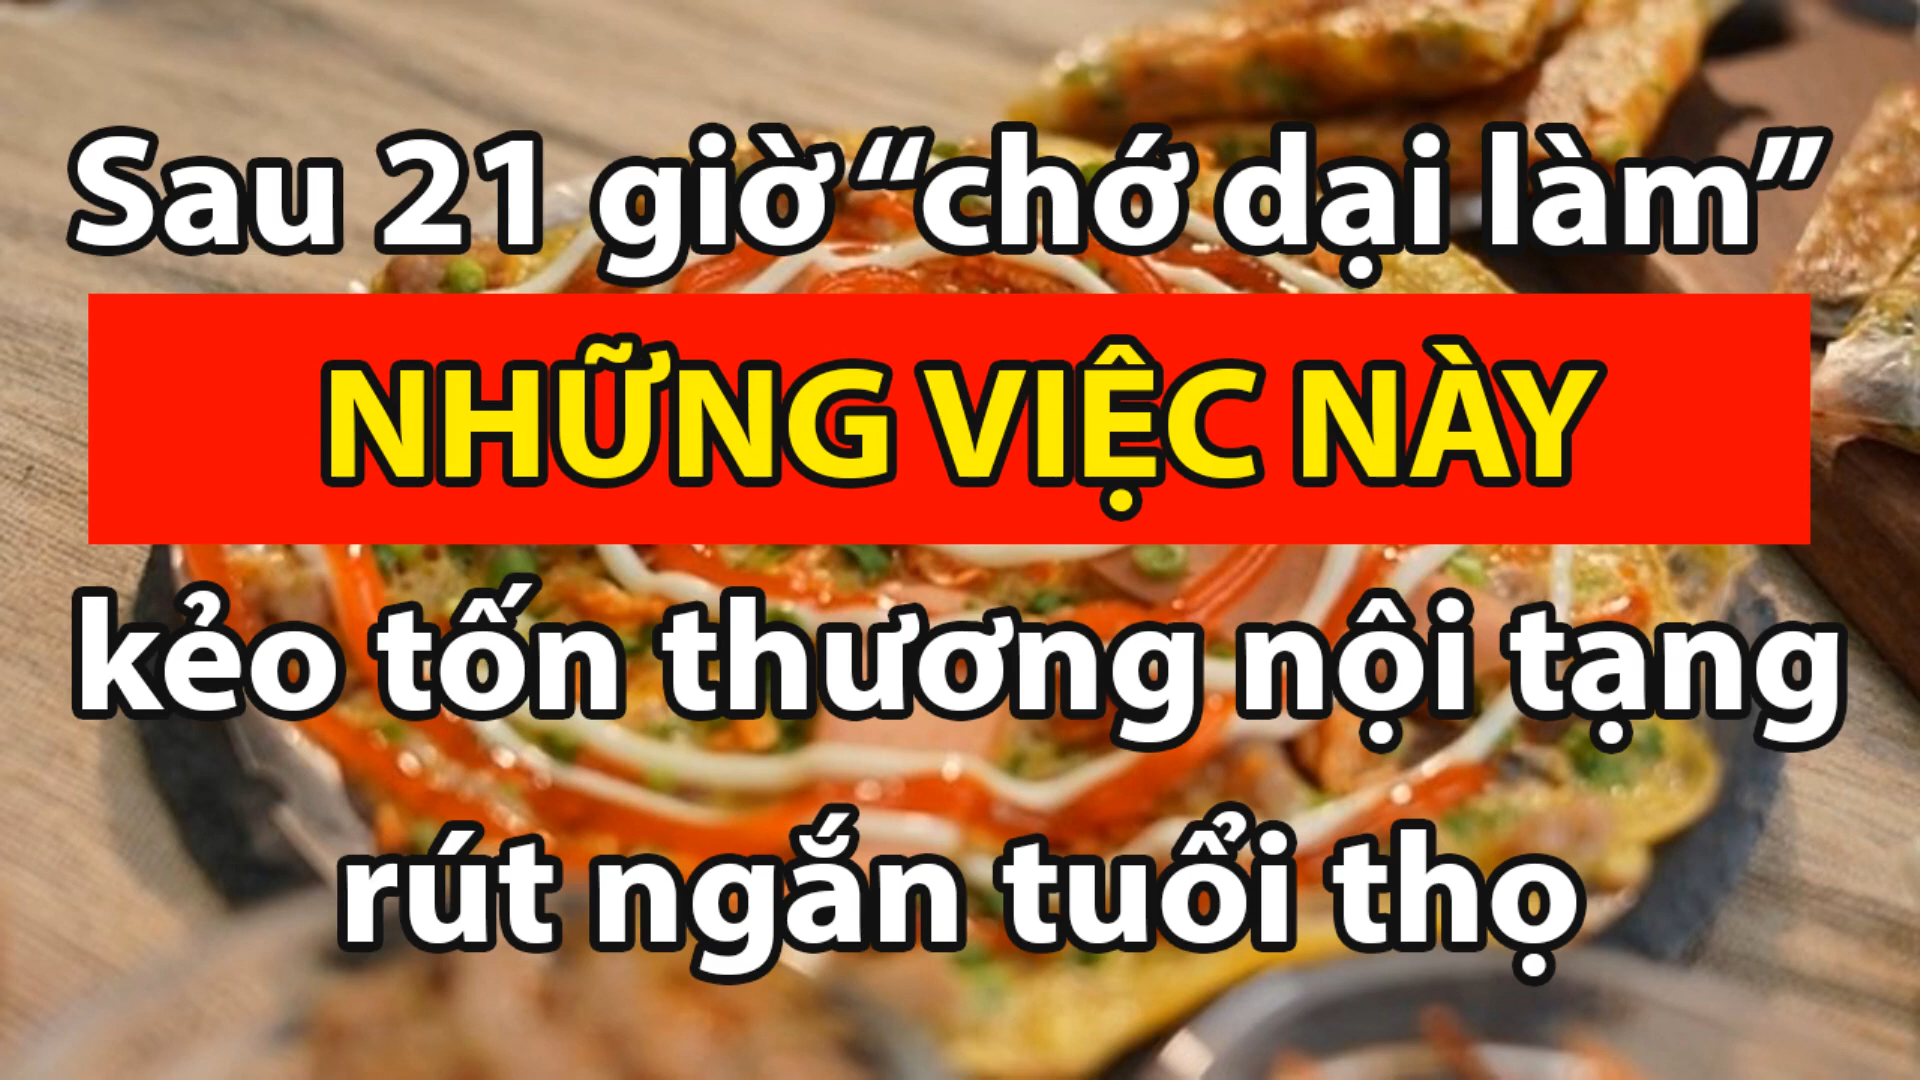 Sau 21 giờ “chớ dại làm”
NHỮNG VIỆC NÀY
kẻo tốn thương nội tạng
rút ngắn tuổi thọ